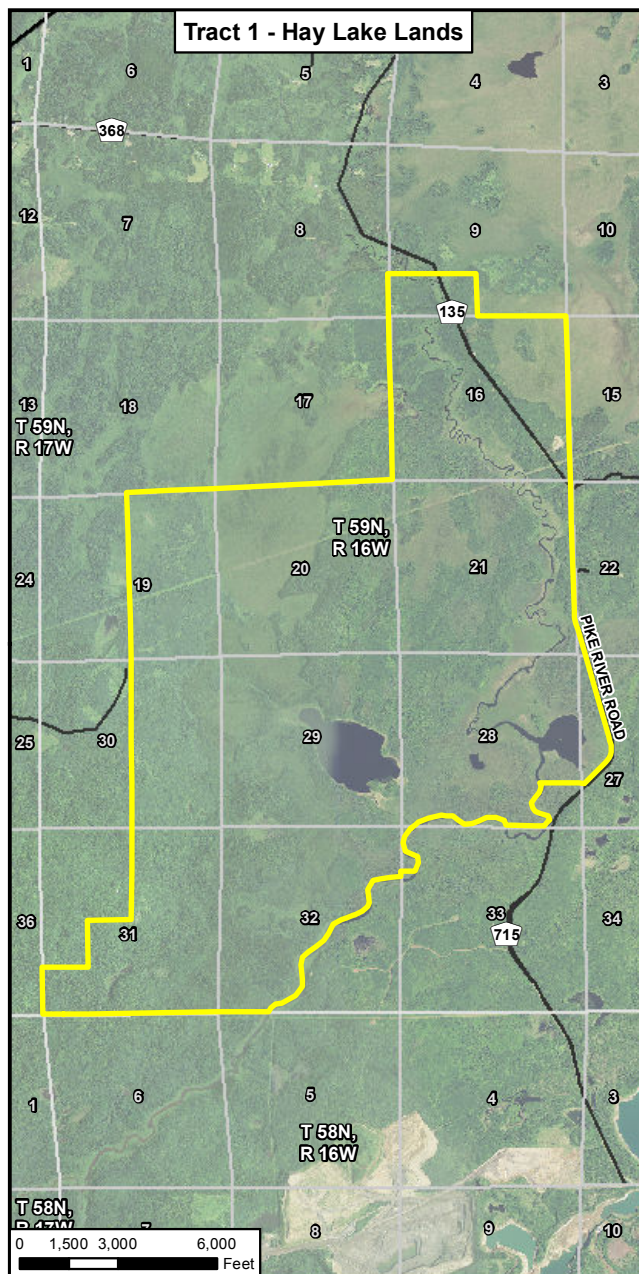 Tract 1 - Hay Lake Lands
1 6 5 4 3
368
12 7 8 9 10
135
13 18 17 16 15
T 59N,
R 17W
T 59N,
R 16W
24 19 20 21 22
PIKE RIVER ROAD
25 30 29 28 27
36 31 32 33 34
715
1 6 5 4 3
T 58N,
R 16W
T 58N,
R 17W
7 8 9 10
0 1,500 3,000 6,000
Feet